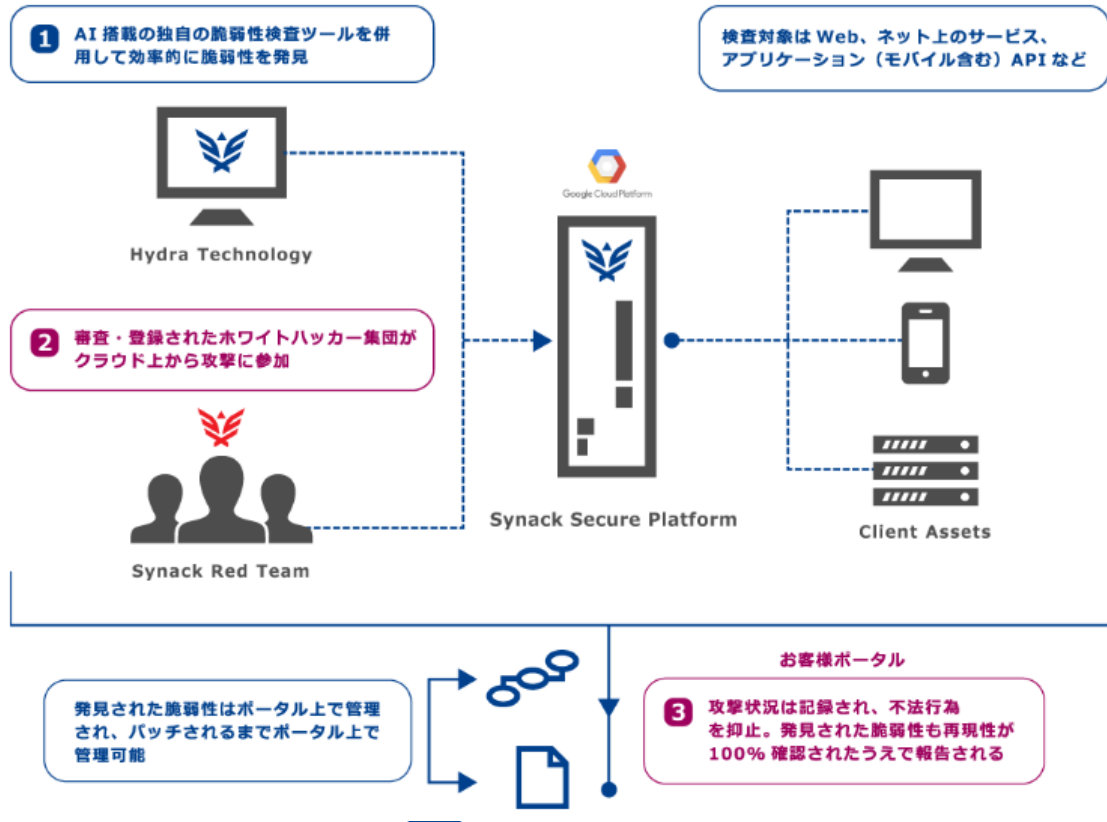 1 AI 搭載の独自の脆弱性検査ツールを併
用して効率的に脆弱性を発見
検査対象は Web、ネット上のサービス、
アプリケーション（モバイル含む）API など
Google Cloud Platform
Hydra Technology
2 審査・登録されたホワイトハッカー集団が
クラウド上から攻撃に参加
Synack Secure Platform
Client Assets
Synack Red Team
お客様ポータル
発見された脆弱性はポータル上で管理
され、パッチされるまでポータル上で
管理可能
3 攻撃状況は記録され、不法行為
を抑止。発見された脆弱性も再現性が
100% 確認されたうえで報告される